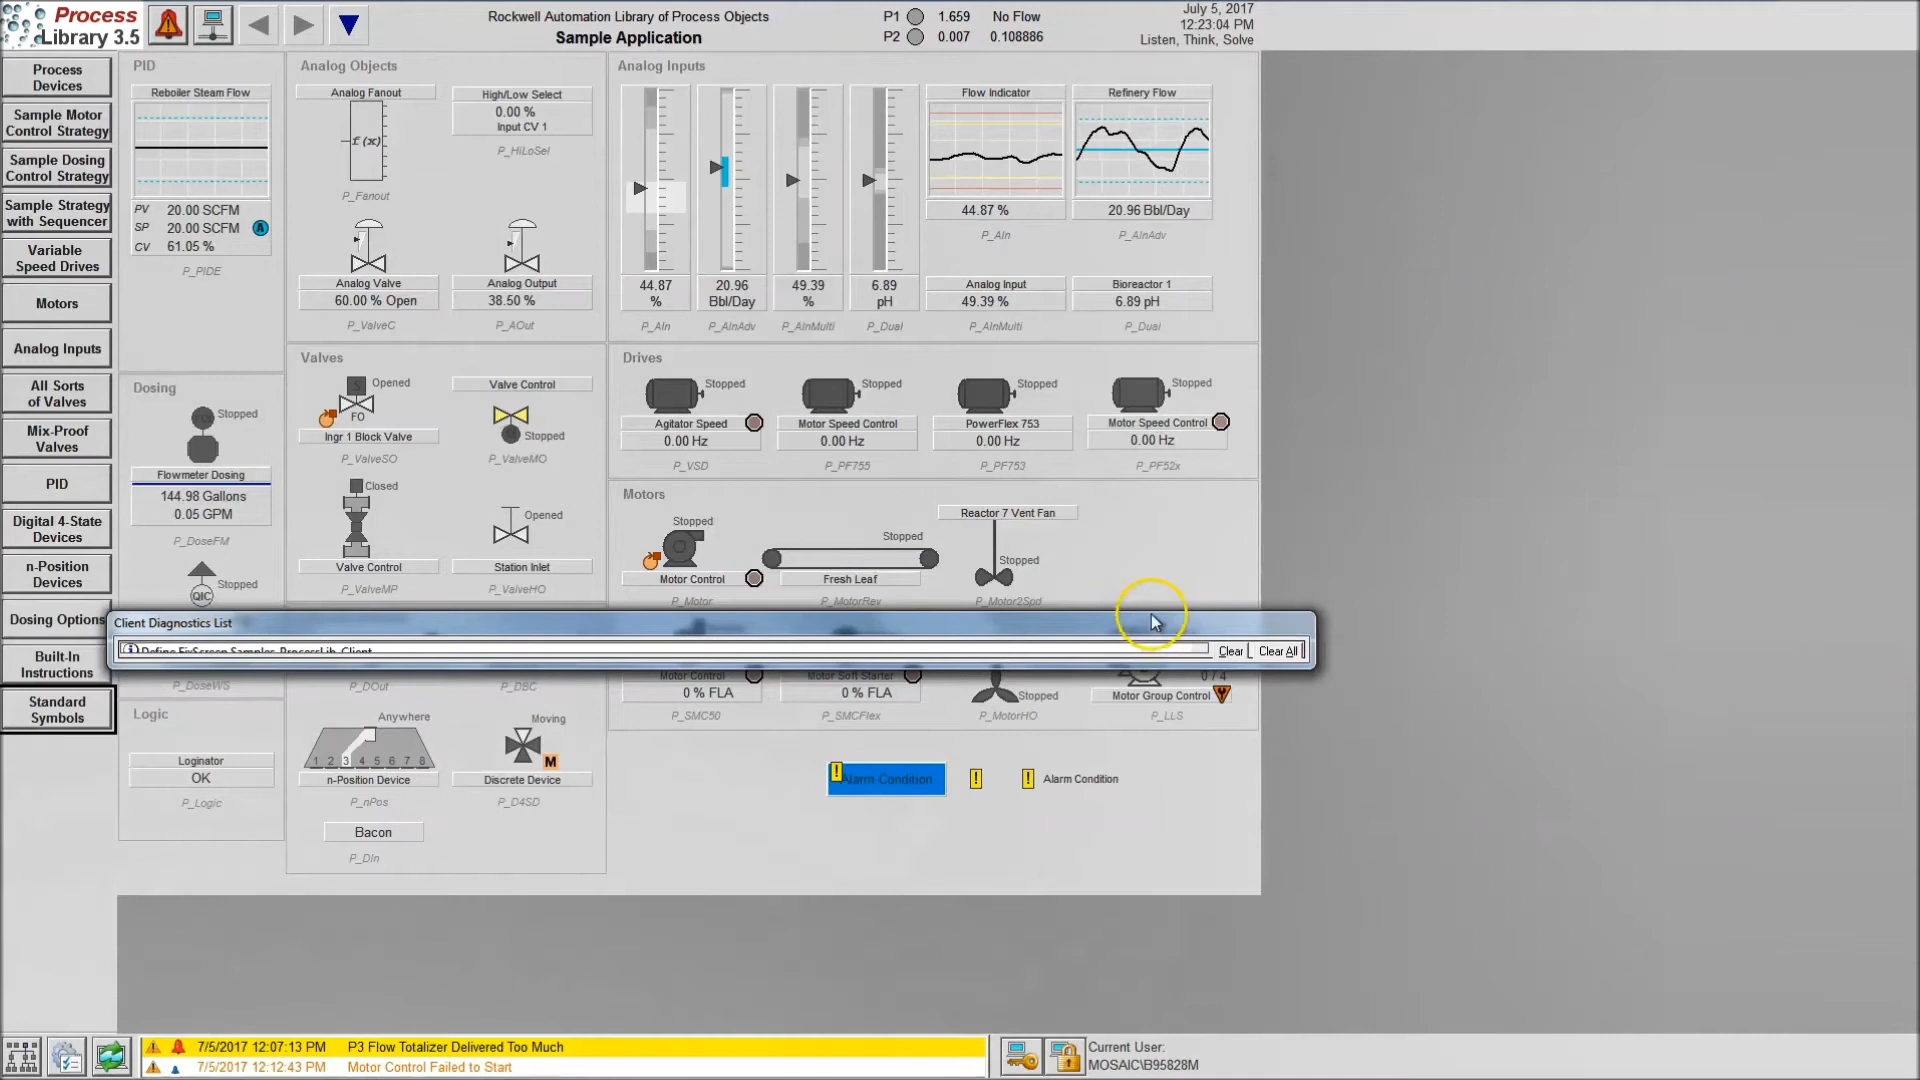 Process
Library 3.5
Rockwell Automation Library of Process Objects
Sample Application
P1 1.659 No Flow
P2 0.007 0.108886
July 5, 2017
12:23:04 PM
Listen, Think, Solve
Process
Devices
Sample Motor
Control Strategy
Sample Dosing
Control Strategy
Sample Strategy
with Sequencer
Variable
Speed Drives
Motors
Analog Inputs
All Sorts
of Valves
Mix-Proof
Valves
PID
Digital 4-State
Devices
n-Position
Devices
Dosing Options
Built-In
Instructions
Standard
Symbols
PID
Reboiler Steam Flow
PV 20.00 SCFM
SP 20.00 SCFM A
CV 61.05 %
P_PIDE
Dosing
Stopped
Flowmeter Dosing
144.98 Gallons
0.05 GPM
P_DoseFM
Stopped
QIC
P_DoseWS
Logic
Loginator
OK
P_Logic
Analog Objects
Analog Fanout
f(x)
P_Fanout
High/Low Select
0.00 %
Input CV 1
P_HiLoSel
Analog Valve
60.00 % Open
P_ValveC
Analog Output
38.50 %
P_AOut
Valves
S Opened
FO
Ingr 1 Block Valve
P_ValveSO
Valve Control
M Stopped
P_ValveMO
Closed
Valve Control
P_ValveMP
Opened
Station Inlet
P_ValveHO
P_DOut
P_DBC
Anywhere
1 2 3 4 5 6 7 8
n-Position Device
P_nPos
Moving
M
Discrete Device
P_D4SD
Bacon
P_DIn
Analog Inputs
44.87
%
P_AIn
20.96
Bbl/Day
P_AInAdv
49.39
%
P_AInMulti
6.89
pH
P_Dual
Flow Indicator
44.87 %
P_AIn
Refinery Flow
20.96 Bbl/Day
P_AInAdv
Analog Input
49.39 %
P_AInMulti
Bioreactor 1
6.89 pH
P_Dual
Drives
Stopped
Agitator Speed
0.00 Hz
P_VSD
Stopped
Motor Speed Control
0.00 Hz
P_PF755
Stopped
PowerFlex 753
0.00 Hz
P_PF753
Stopped
Motor Speed Control
0.00 Hz
P_PF52x
Motors
Stopped
Motor Control
P_Motor
Stopped
Fresh Leaf
P_MotorRev
Reactor 7 Vent Fan
Stopped
P_Motor2Spd
Client Diagnostics List
Define FixScreen Samples_ProcessLib_Client
Clear
Clear All
Motor Control
0 % FLA
P_SMC50
Motor Soft Starter
0 % FLA
P_SMCFlex
Stopped
P_MotorHO
0 / 4
Motor Group Control
P_LLS
! Alarm Condition
!
! Alarm Condition
7/5/2017 12:07:13 PM P3 Flow Totalizer Delivered Too Much
7/5/2017 12:12:43 PM Motor Control Failed to Start
Current User:
MOSAIC\B95828M